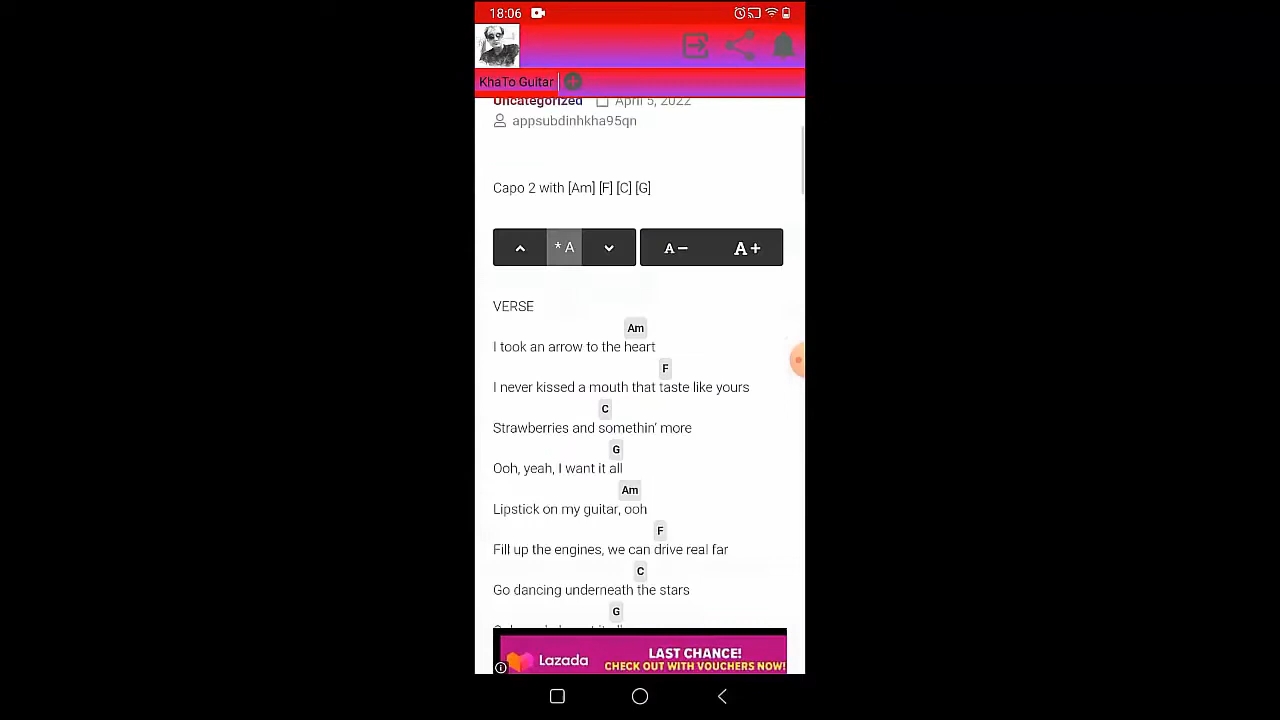 18:06
KhaTo Guitar
Uncategorized April 5, 2022
appsubdinhkha95qn
Capo 2 with [Am] [F] [C] [G]
* A A− A+
VERSE
Am
I took an arrow to the heart
F
I never kissed a mouth that taste like yours
C
Strawberries and somethin' more
G
Ooh, yeah, I want it all
Am
Lipstick on my guitar, ooh
F
Fill up the engines, we can drive real far
C
Go dancing underneath the stars
G
Lazada
LAST CHANCE!
CHECK OUT WITH VOUCHERS NOW!